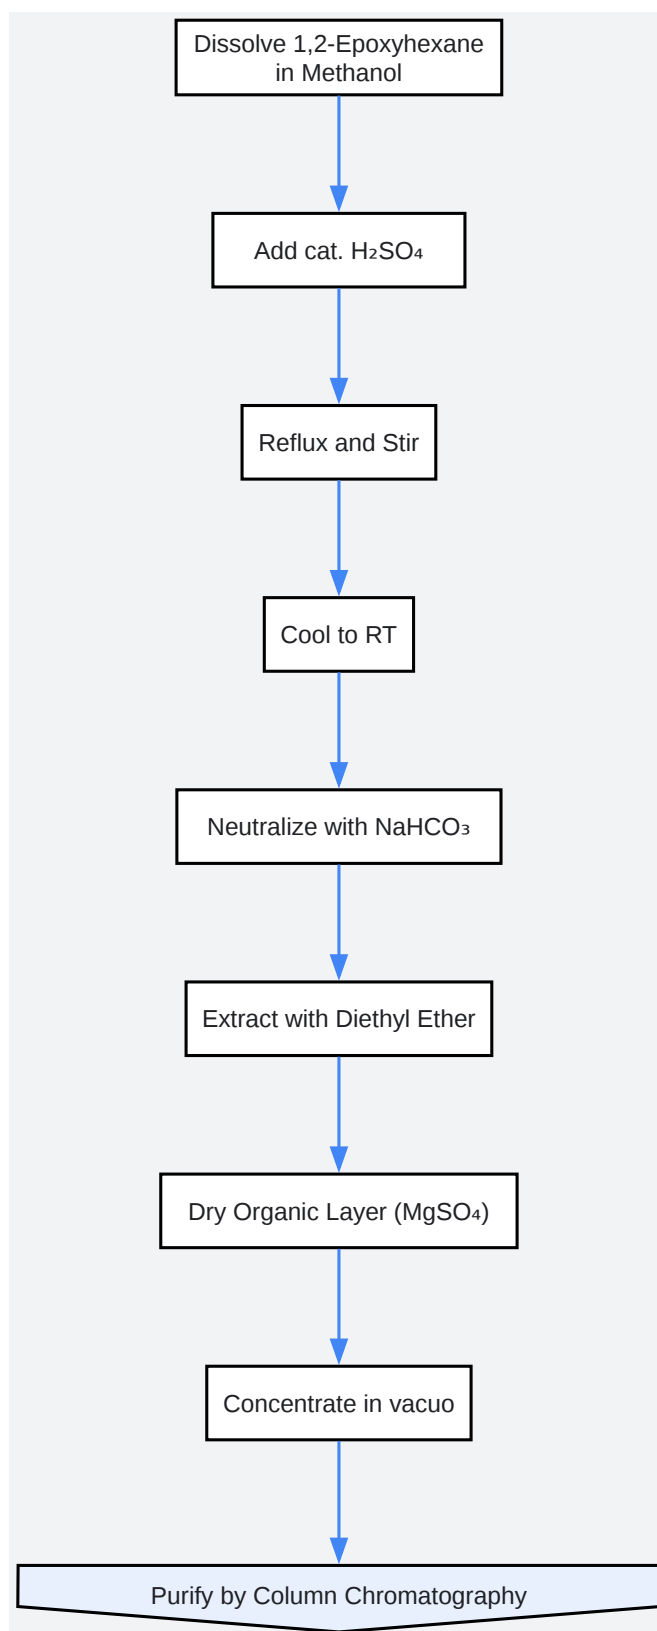 Dissolve 1,2-Epoxyhexane
in Methanol
Add cat. H₂SO₄
Reflux and Stir
Cool to RT
Neutralize with NaHCO₃
Extract with Diethyl Ether
Dry Organic Layer (MgSO₄)
Concentrate in vacuo
Purify by Column Chromatography